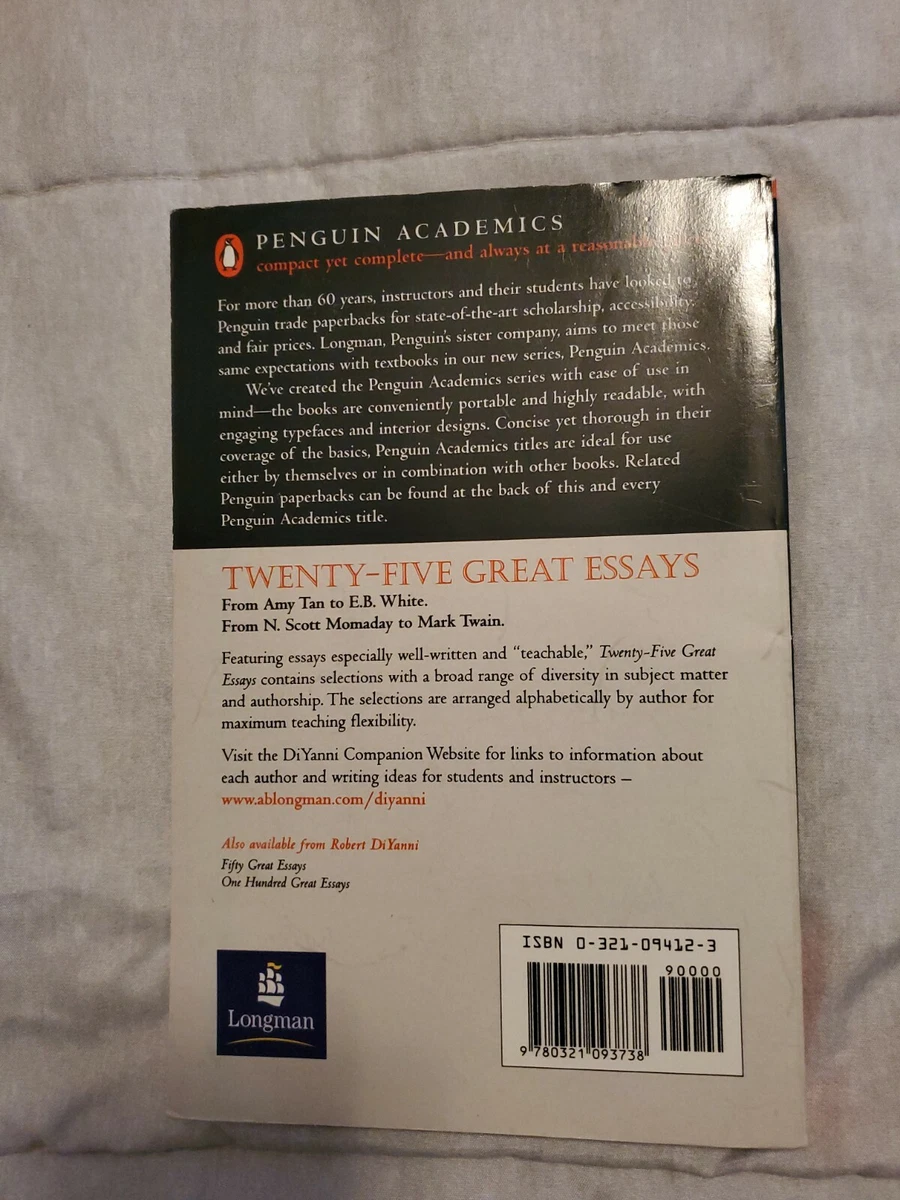 PENGUIN ACADEMICS
compact yet complete—and always at a reasonable
For more than 60 years, instructors and their students have looked to
Penguin trade paperbacks for state-of-the-art scholarship, accessibility,
and fair prices. Longman, Penguin's sister company, aims to meet those
same expectations with textbooks in our new series, Penguin Academics.
We've created the Penguin Academics series with ease of use in
mind—the books are conveniently portable and highly readable, with
engaging typefaces and interior designs. Concise yet thorough in their
coverage of the basics, Penguin Academics titles are ideal for use
either by themselves or in combination with other books. Related
Penguin paperbacks can be found at the back of this and every
Penguin Academics title.
TWENTY-FIVE GREAT ESSAYS
From Amy Tan to E.B. White.
From N. Scott Momaday to Mark Twain.
Featuring essays especially well-written and “teachable,” Twenty-Five Great
Essays contains selections with a broad range of diversity in subject matter
and authorship. The selections are arranged alphabetically by author for
maximum teaching flexibility.
Visit the DiYanni Companion Website for links to information about
each author and writing ideas for students and instructors –
www.ablongman.com/diyanni
Also available from Robert DiYanni
Fifty Great Essays
One Hundred Great Essays
Longman
ISBN 0-321-09412-3
90000
9 780321 093738